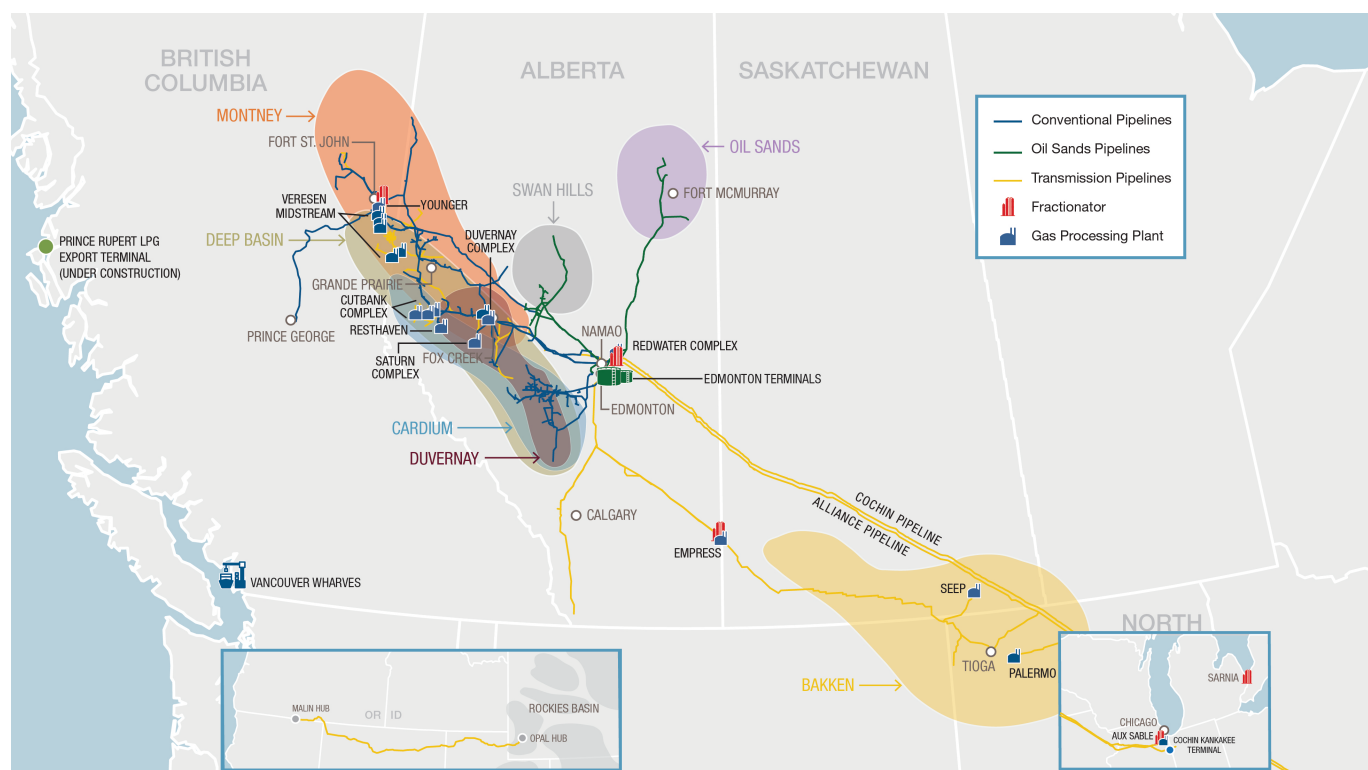 BRITISH
COLUMBIA
ALBERTA
SASKATCHEWAN
MONTNEY
FORT ST. JOHN
VERESEN
MIDSTREAM
YOUNGER
DEEP BASIN
DUVERNAY
COMPLEX
SWAN HILLS
OIL SANDS
FORT MCMURRAY
Conventional Pipelines
Oil Sands Pipelines
Transmission Pipelines
Fractionator
Gas Processing Plant
PRINCE RUPERT LPG
EXPORT TERMINAL
(UNDER CONSTRUCTION)
GRANDE PRAIRIE
CUTBANK
COMPLEX
RESTHAVEN
PRINCE GEORGE
SATURN
COMPLEX
FOX CREEK
NAMAO
REDWATER COMPLEX
EDMONTON TERMINALS
EDMONTON
CARDIUM
DUVERNAY
CALGARY
EMPRESS
COCHIN PIPELINE
ALLIANCE PIPELINE
VANCOUVER WHARVES
SEEP
TIOGA
PALERMO
BAKKEN
NORTH
MALIN HUB
OR
ID
ROCKIES BASIN
OPAL HUB
SARNIA
CHICAGO
AUX SABLE
COCHIN KANKAKEE
TERMINAL